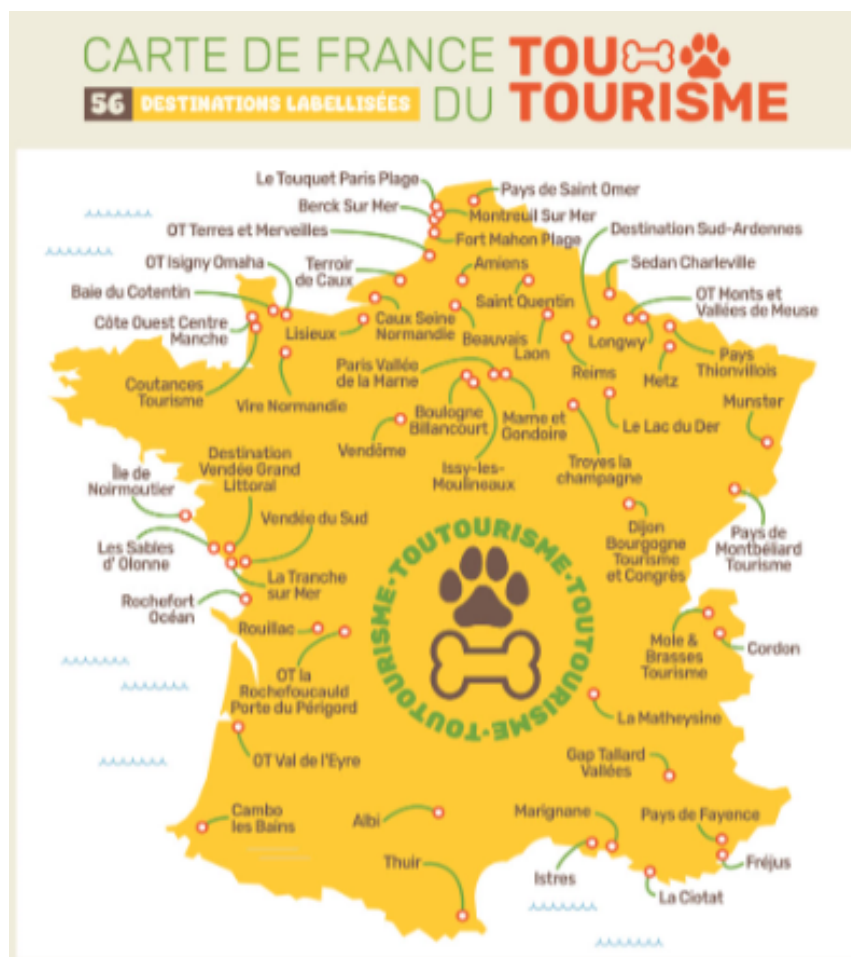 CARTE DE FRANCE
56 DESTINATIONS LABELLISÉES
DU
TOU
TOURISME
Le Touquet Paris Plage
Pays de Saint Omer
Berck Sur Mer
Montreuil Sur Mer
OT Terres et Merveilles
Fort Mahon Plage
Destination Sud-Ardennes
OT Isigny Omaha
Terroir
de Caux
Amiens
Sedan Charleville
Baie du Cotentin
Saint Quentin
OT Monts et
Vallées de Meuse
Côte Ouest Centre
Manche
Lisieux
Caux Seine
Normandie
Beauvais
Laon
Longwy
Pays
Thionvillois
Coutances
Tourisme
Vire Normandie
Paris Vallée
de la Marne
Reims
Metz
Boulogne
Billancourt
Marne et
Gondoire
Le Lac du Der
Munster
Vendôme
Issy-les-
Moulineaux
Troyes la
champagne
Destination
Vendée Grand
Littoral
Île de
Noirmoutier
Vendée du Sud
Les Sables
d' Olonne
Dijon
Bourgogne
Tourisme
et Congrès
Pays de
Montbéliard
Tourisme
La Tranche
sur Mer
Rochefort
Océan
Rouillac
TOUTOURISME·TOUTOURISME·TOUTOURISME·
Mole &
Brasses
Tourisme
Cordon
OT la
Rochefoucauld
Porte du Périgord
La Matheysine
OT Val de l'Eyre
Gap Tallard
Vallées
Cambo
les Bains
Albi
Marignane
Pays de Fayence
Thuir
Istres
Fréjus
La Ciotat